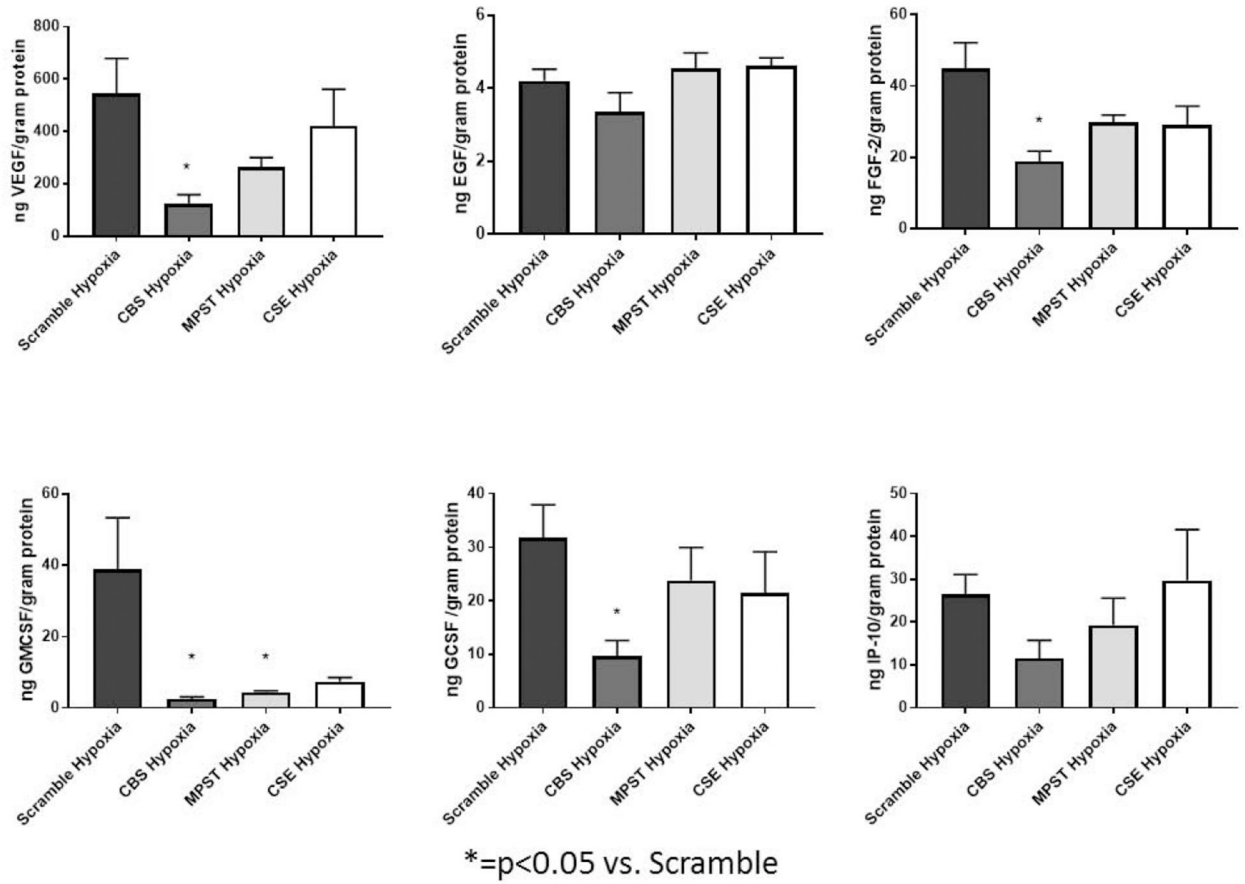 ng VEGF/gram protein
800
600
400
200
0
Scramble Hypoxia
CBS Hypoxia
MPST Hypoxia
CSE Hypoxia
*
ng EGF/gram protein
6
4
2
0
Scramble Hypoxia
CBS Hypoxia
MPST Hypoxia
CSE Hypoxia
ng FGF-2/gram protein
60
40
20
0
Scramble Hypoxia
CBS Hypoxia
MPST Hypoxia
CSE Hypoxia
*
ng GMCSF/gram protein
60
40
20
0
Scramble Hypoxia
CBS Hypoxia
MPST Hypoxia
CSE Hypoxia
*
*
ng GCSF /gram protein
40
30
20
10
0
Scramble Hypoxia
CBS Hypoxia
MPST Hypoxia
CSE Hypoxia
*
ng IP-10/gram protein
50
40
30
20
10
0
Scramble Hypoxia
CBS Hypoxia
MPST Hypoxia
CSE Hypoxia
*=p<0.05 vs. Scramble